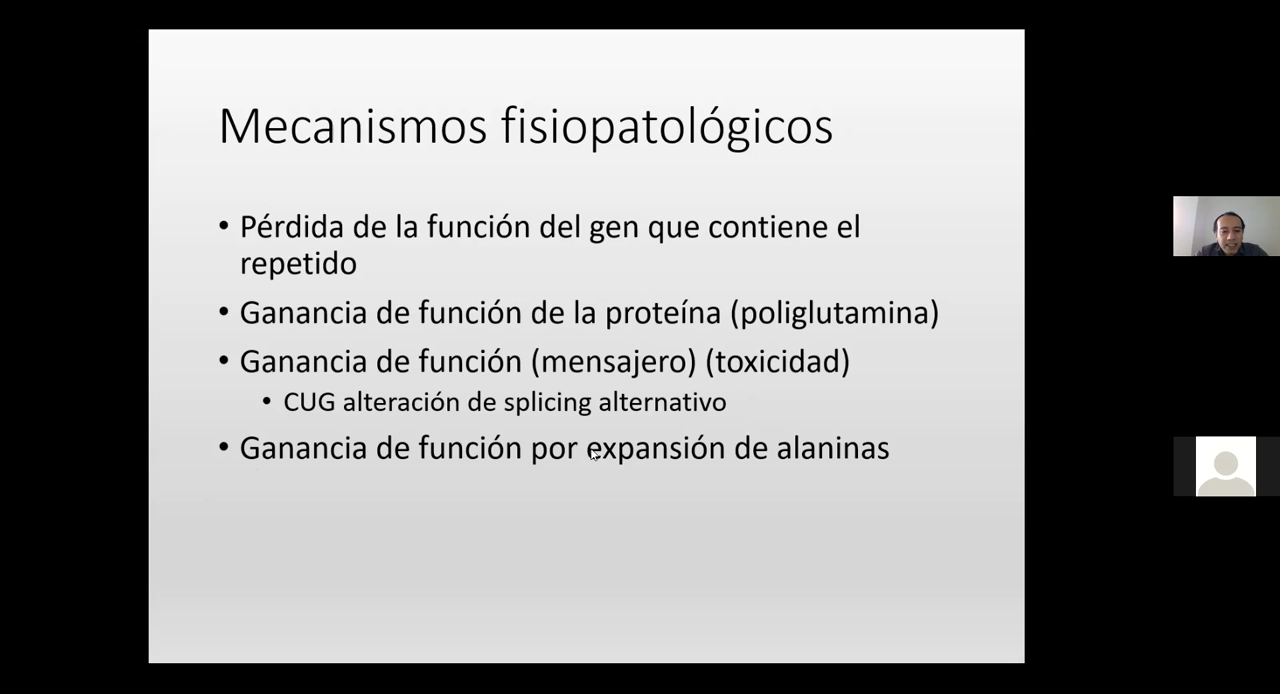 Mecanismos fisiopatológicos
• Pérdida de la función del gen que contiene el
repetido
• Ganancia de función de la proteína (poliglutamina)
• Ganancia de función (mensajero) (toxicidad)
• CUG alteración de splicing alternativo
• Ganancia de función por expansión de alaninas